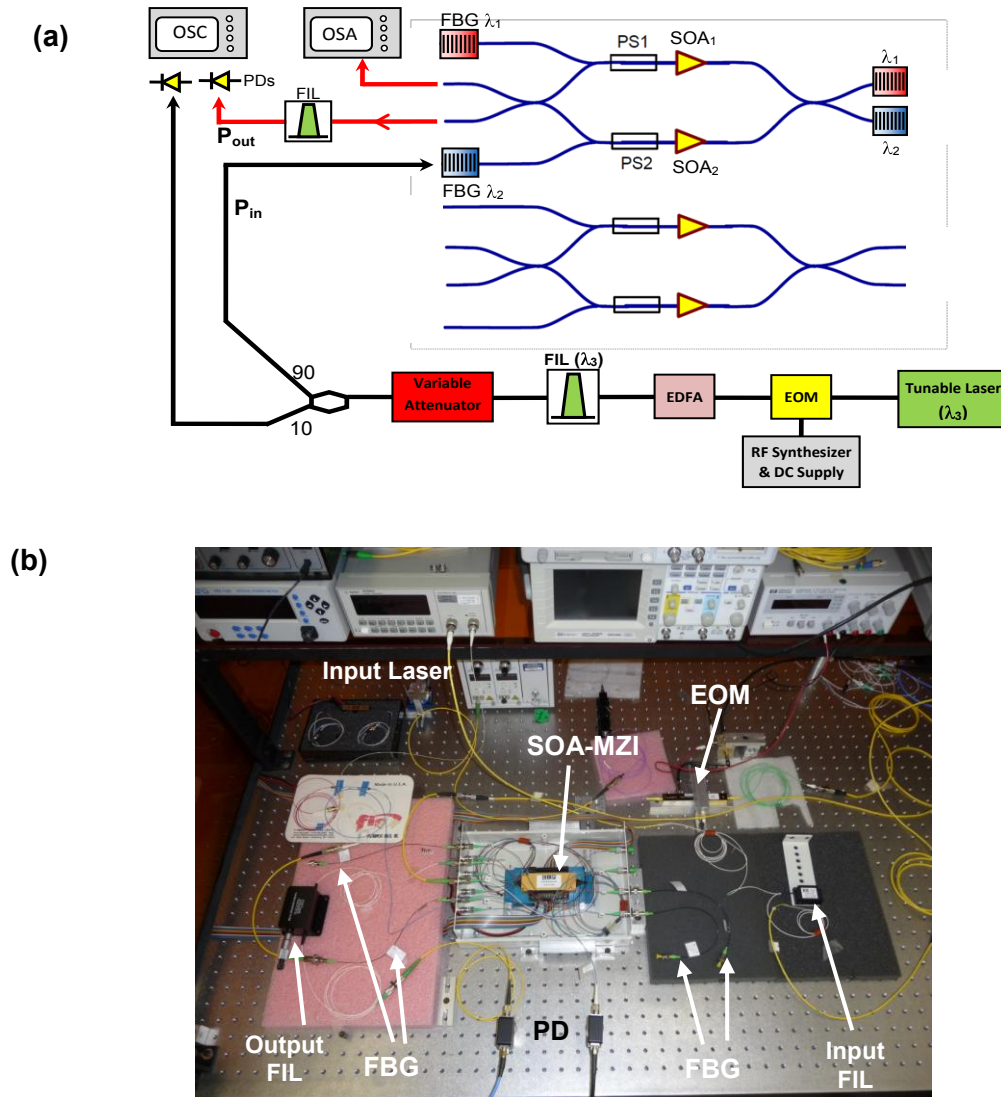 (a)
OSC
OSA
FBG λ1
PS1
SOA1
λ1
PDs
FIL
Pout
PS2
SOA2
λ2
FBG λ2
Pin
90
10
Variable
Attenuator
FIL (λ3)
EDFA
EOM
Tunable Laser
(λ3)
RF Synthesizer
& DC Supply
(b)
Input Laser
EOM
SOA-MZI
Output
FIL
FBG
PD
FBG
Input
FIL